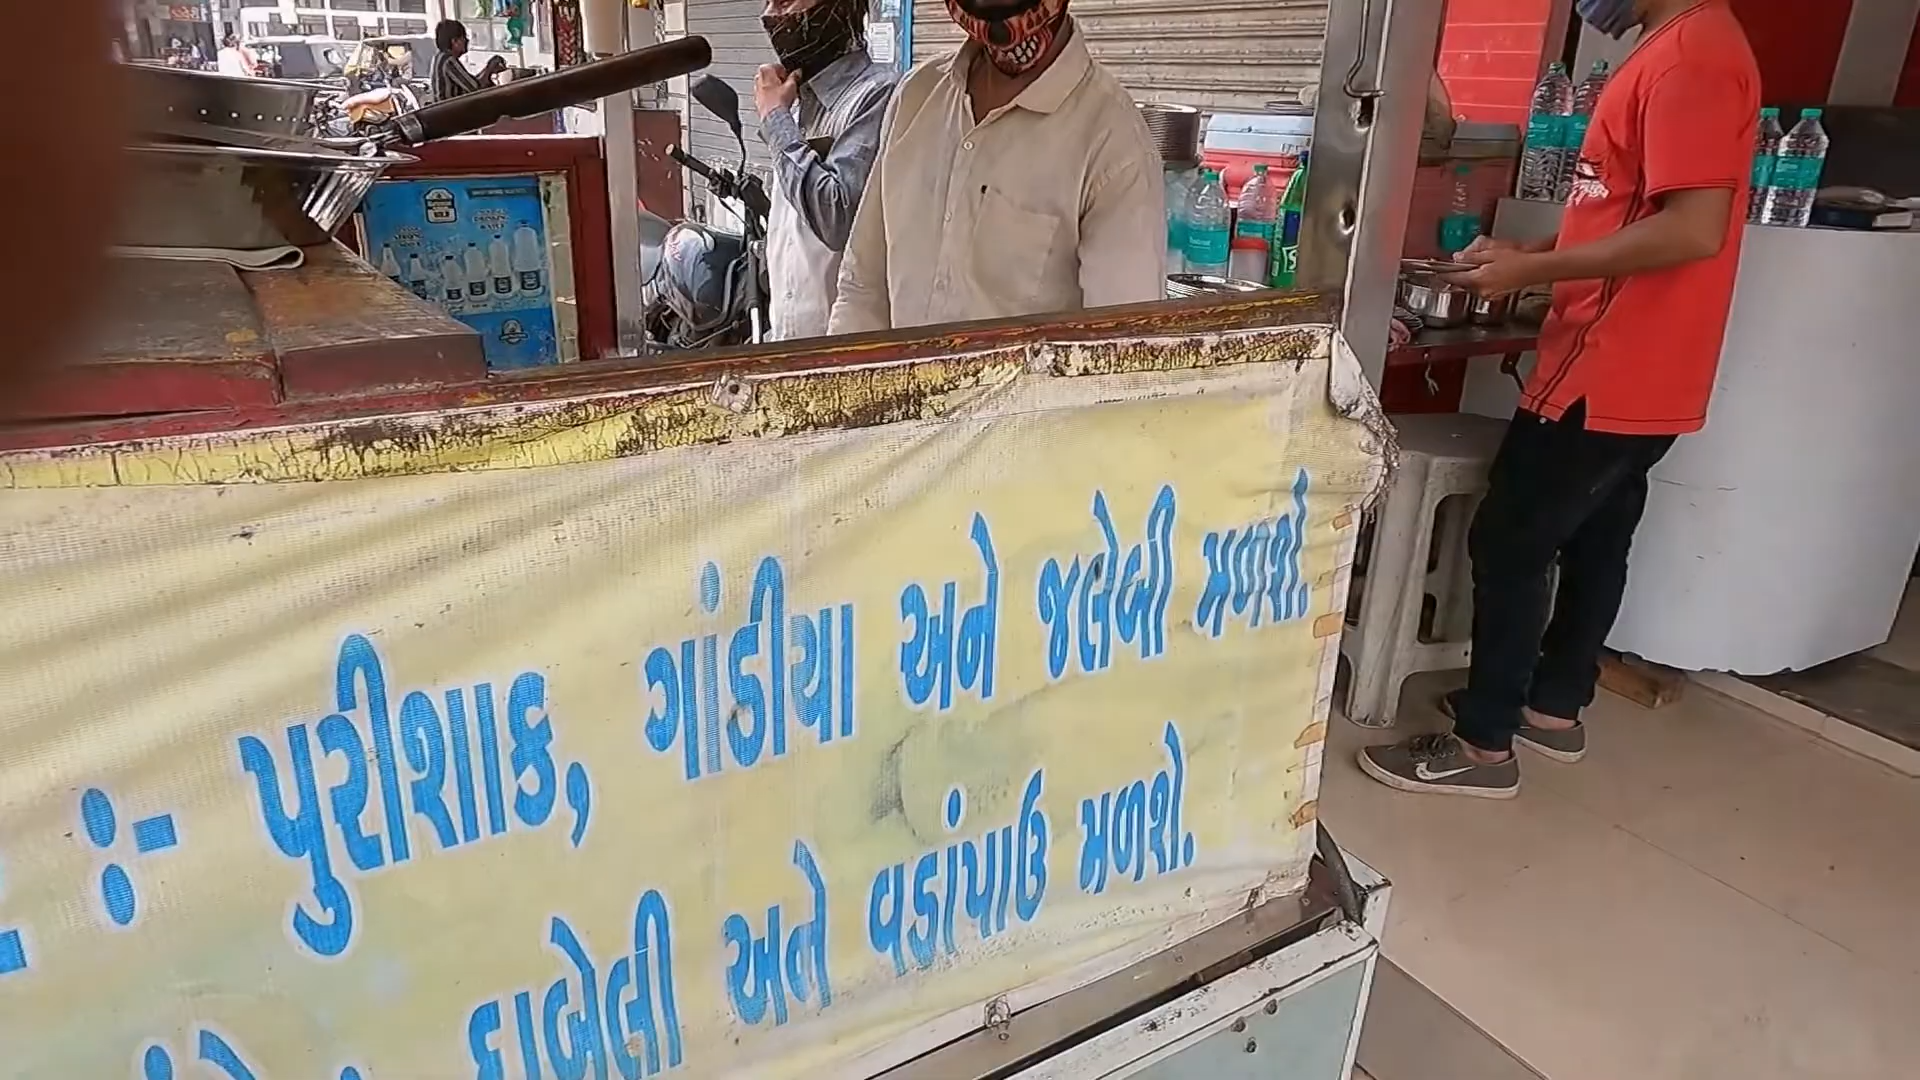 :- પુરીશાક, ગાંડીયા અને જલેબી મળશે.
દાબેલી અને વડાંપાઉ મળશે.